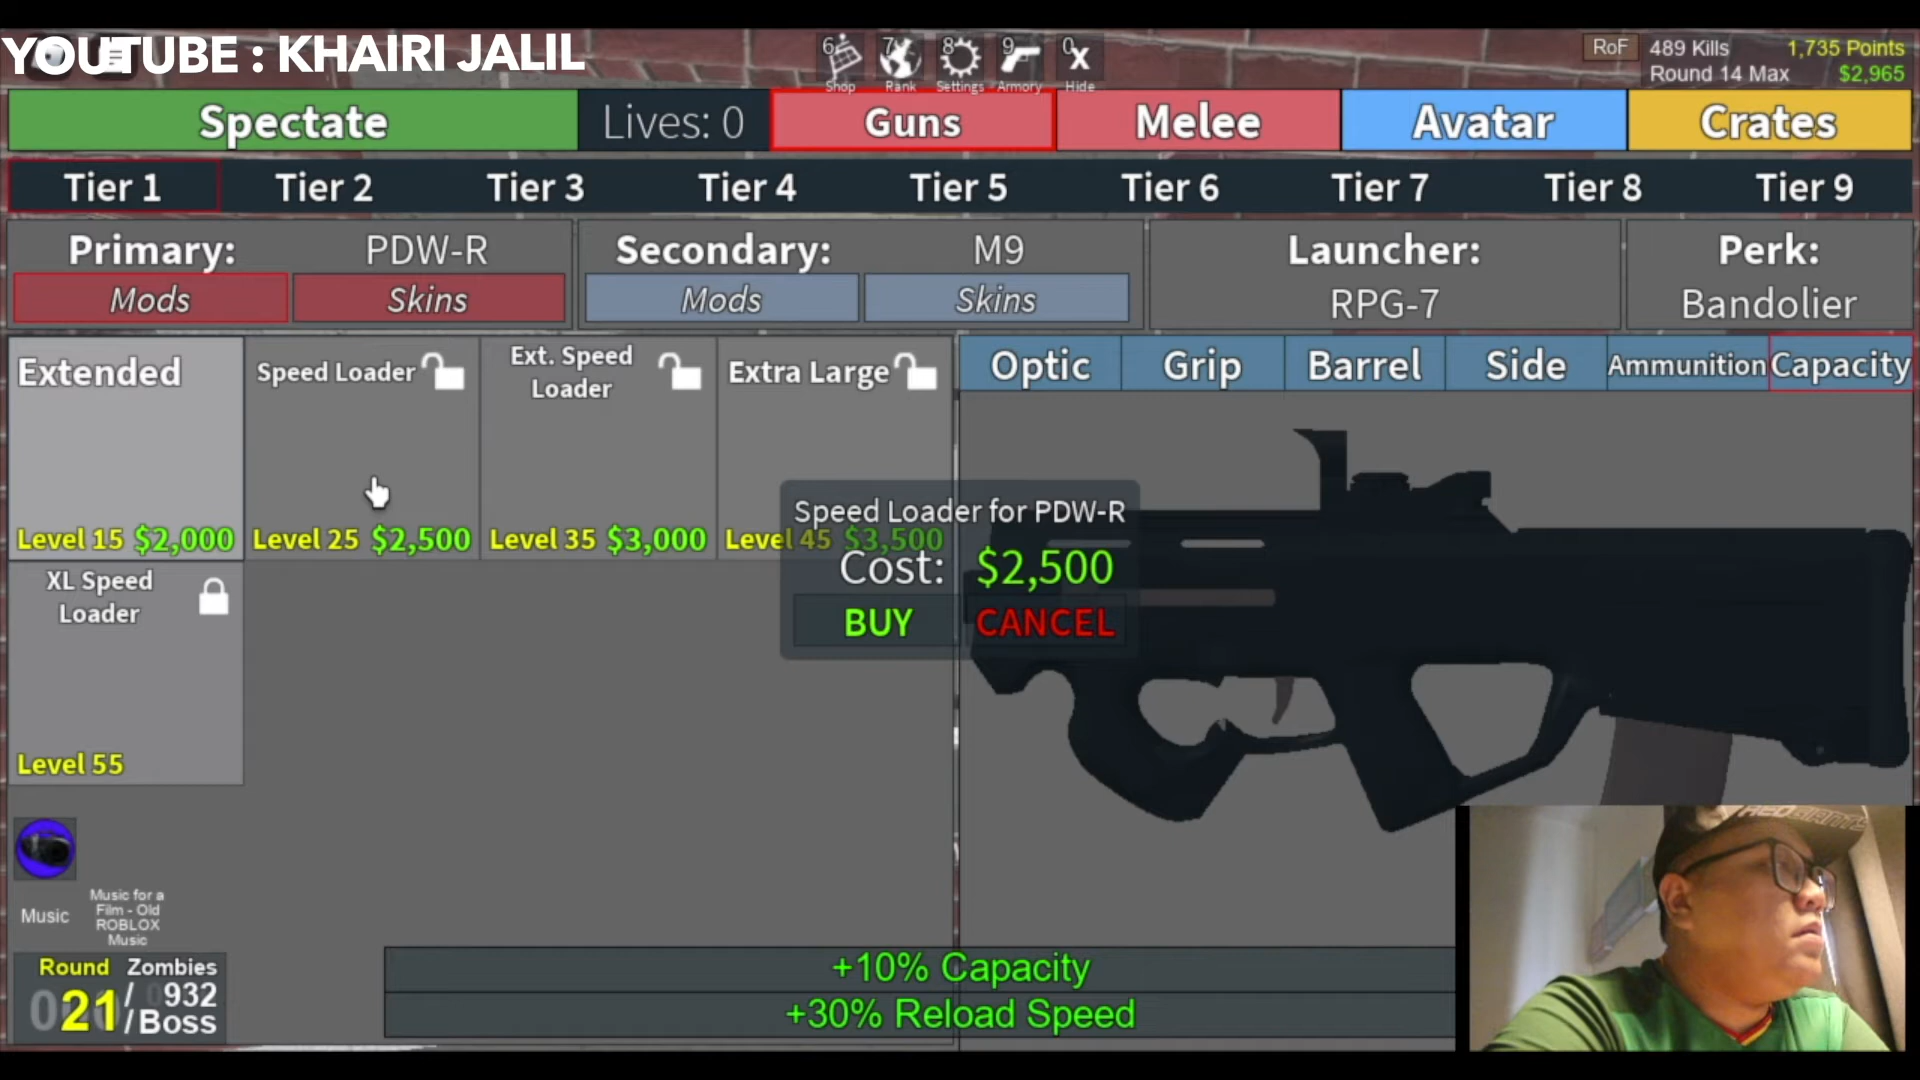 YOUTUBE : KHAIRI JALIL
6 7 8 9 0
Shop Rank Settings Armory Hide
RoF 489 Kills 1,735 Points
Round 14 Max $2,965
Spectate Lives: 0 Guns Melee Avatar Crates
Tier 1 Tier 2 Tier 3 Tier 4 Tier 5 Tier 6 Tier 7 Tier 8 Tier 9
Primary: PDW-R Secondary: M9 Launcher: Perk:
Mods Skins Mods Skins RPG-7 Bandolier
Extended Speed Loader Ext. Speed Loader Extra Large Optic Grip Barrel Side Ammunition Capacity
Level 15 $2,000 Level 25 $2,500 Level 35 $3,000 Level 45 $3,500
Speed Loader for PDW-R
Cost: $2,500
BUY CANCEL
XL Speed
Loader
Level 55
Music
Music for a
Film - Old
ROBLOX
Music
Round Zombies
21 / 932
/ Boss
+10% Capacity
+30% Reload Speed